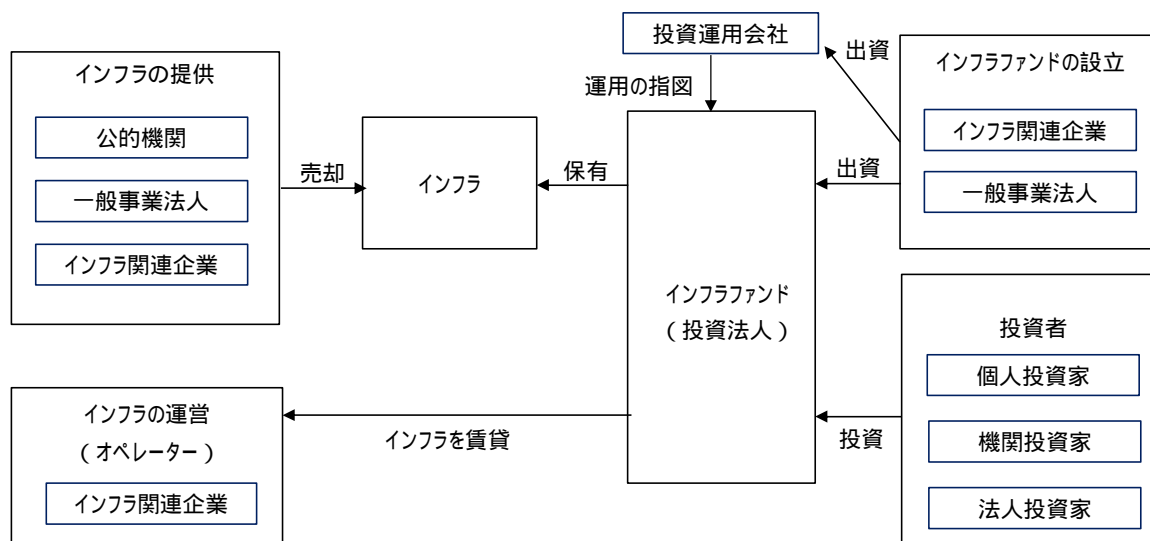 インフラの提供
公的機関
一般事業法人
インフラ関連企業
売却
インフラ
保有
投資運用会社
運用の指図
インフラファンド
(投資法人)
出資
出資
インフラファンドの設立
インフラ関連企業
一般事業法人
投資者
個人投資家
機関投資家
法人投資家
投資
インフラを賃貸
インフラの運営
(オペレーター)
インフラ関連企業